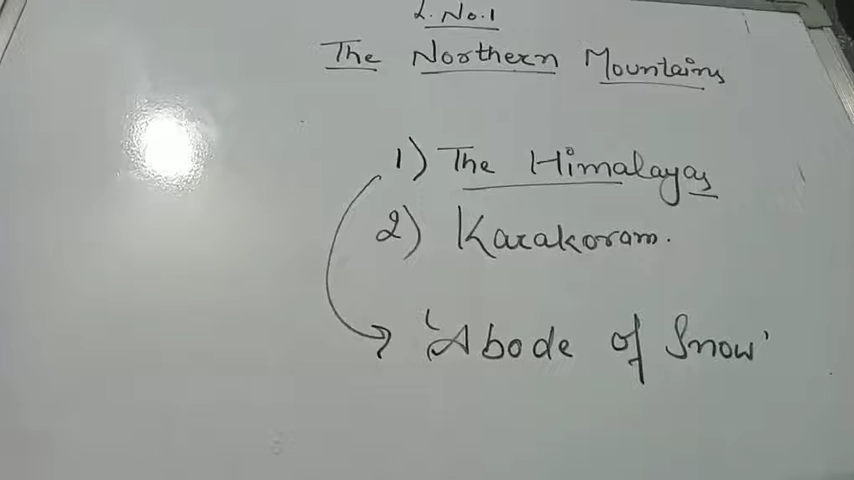 L.No.1
The Northern Mountains
1) The Himalayas
2) Karakoram.
'Abode of Snow'